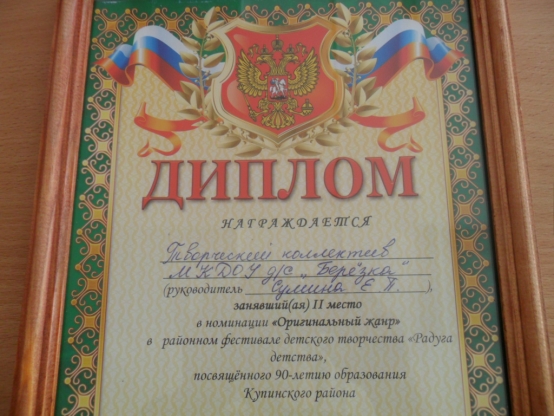 ДИПЛОМ
НАГРАЖДАЕТСЯ
Творческий коллектив
МКДОУ д/с „Берёзка"
(руководитель Сумина Е. П. ),
занявший(ая) II место
в номинации «Оригинальный жанр»
в районном фестивале детского творчества «Радуга
детства»,
посвящённого 90-летию образования
Купинского района